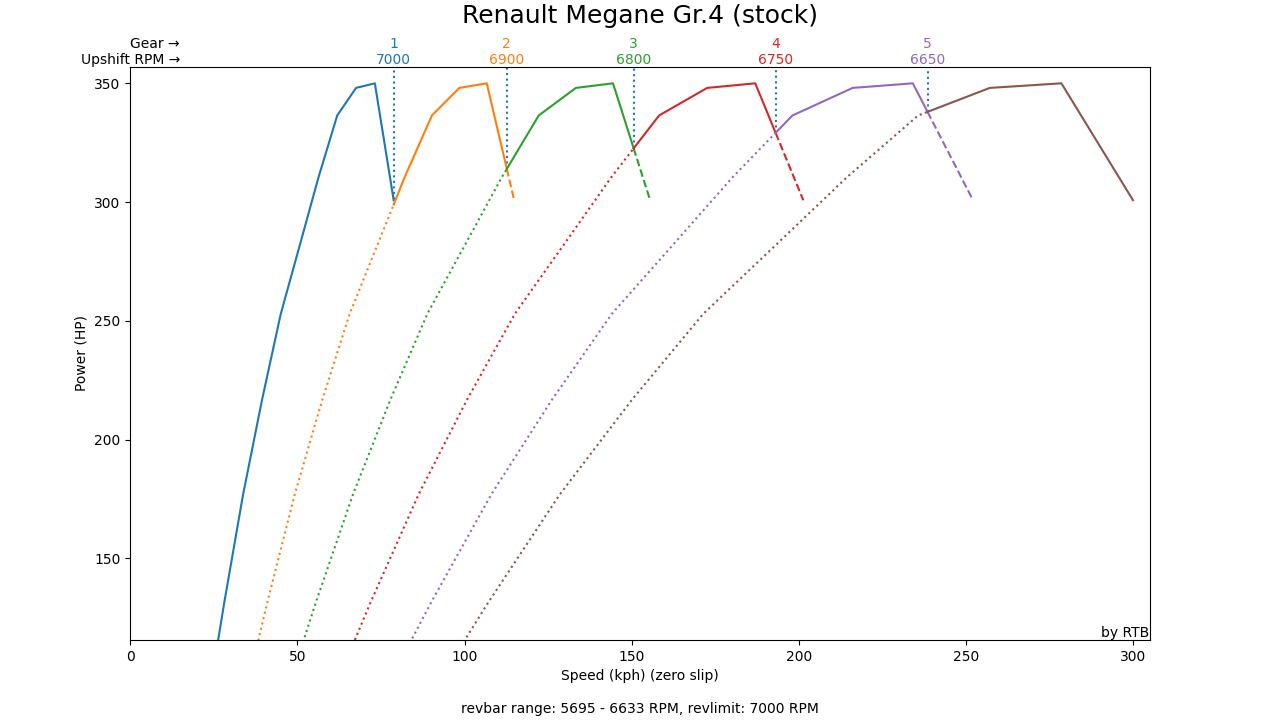 Renault Megane Gr.4 (stock)
Gear → 1 2 3 4 5
Upshift RPM → 7000 6900 6800 6750 6650
350
300
250
200
150
Power (HP)
by RTB
0 50 100 150 200 250 300
Speed (kph) (zero slip)
revbar range: 5695 - 6633 RPM, revlimit: 7000 RPM